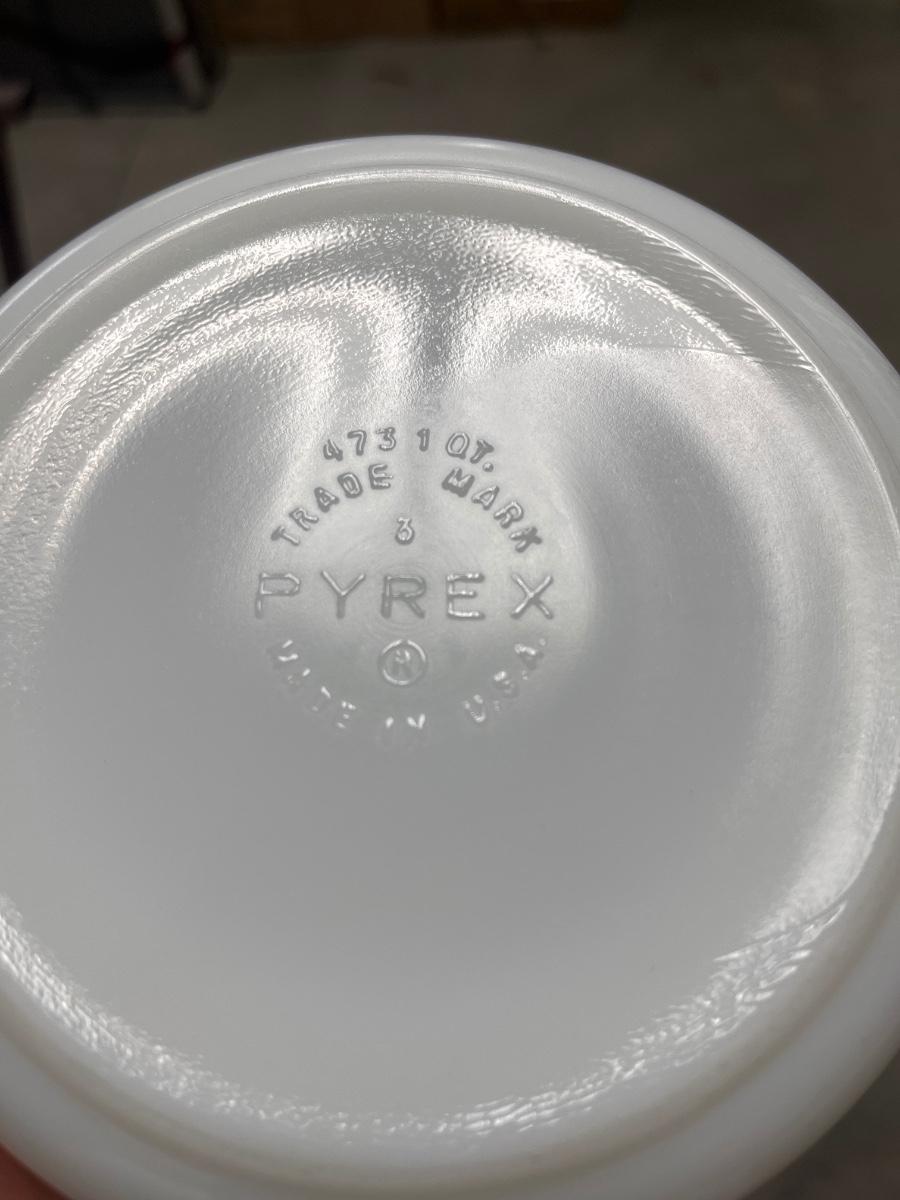 473 1 QT.
TRADE MARK
3
PYREX
®
MADE IN U.S.A.